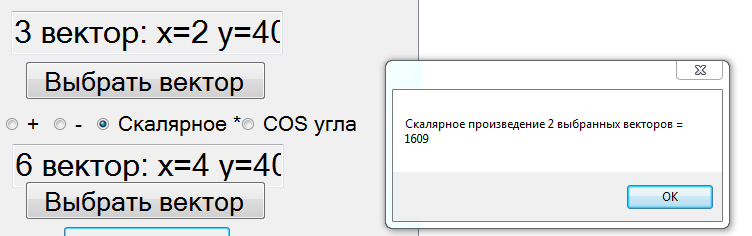 3 вектор: x=2 y=40
Выбрать вектор
+ - Скалярное * COS угла
6 вектор: x=4 y=40
Выбрать вектор
Скалярное произведение 2 выбранных векторов =
1609
OK